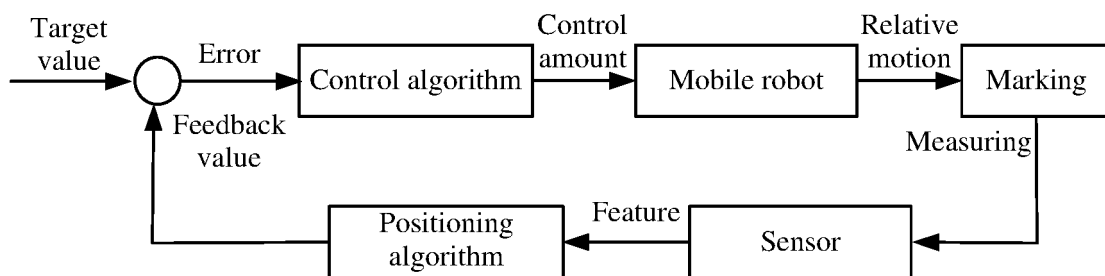 Target
value
Error
Control algorithm
Control
amount
Mobile robot
Relative
motion
Marking
Feedback
value
Measuring
Positioning
algorithm
Feature
Sensor